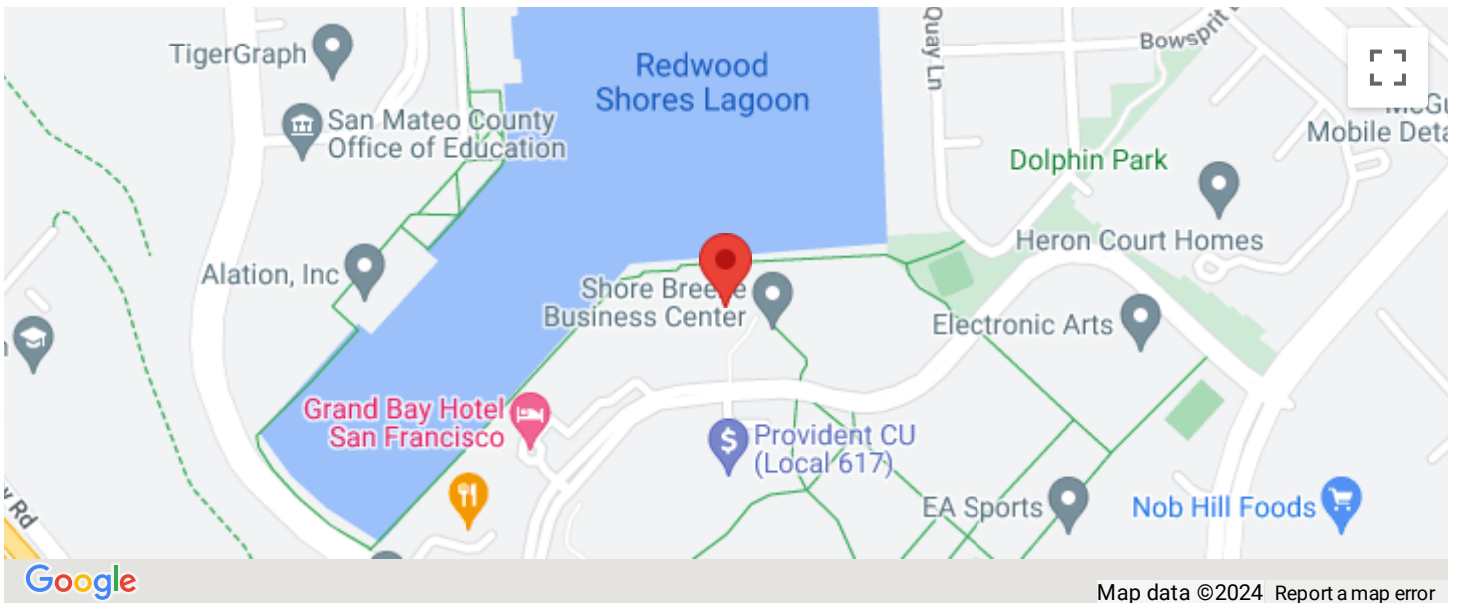 TigerGraph
San Mateo County
Office of Education
Redwood
Shores Lagoon
Quay Ln
Bowsprit
Mobile
Dolphin Park
Heron Court Homes
Alation, Inc
Shore Breeze
Business Center
Electronic Arts
Grand Bay Hotel
San Francisco
Provident CU
(Local 617)
EA Sports
Nob Hill Foods
Rd
Google
Map data ©2024
Report a map error